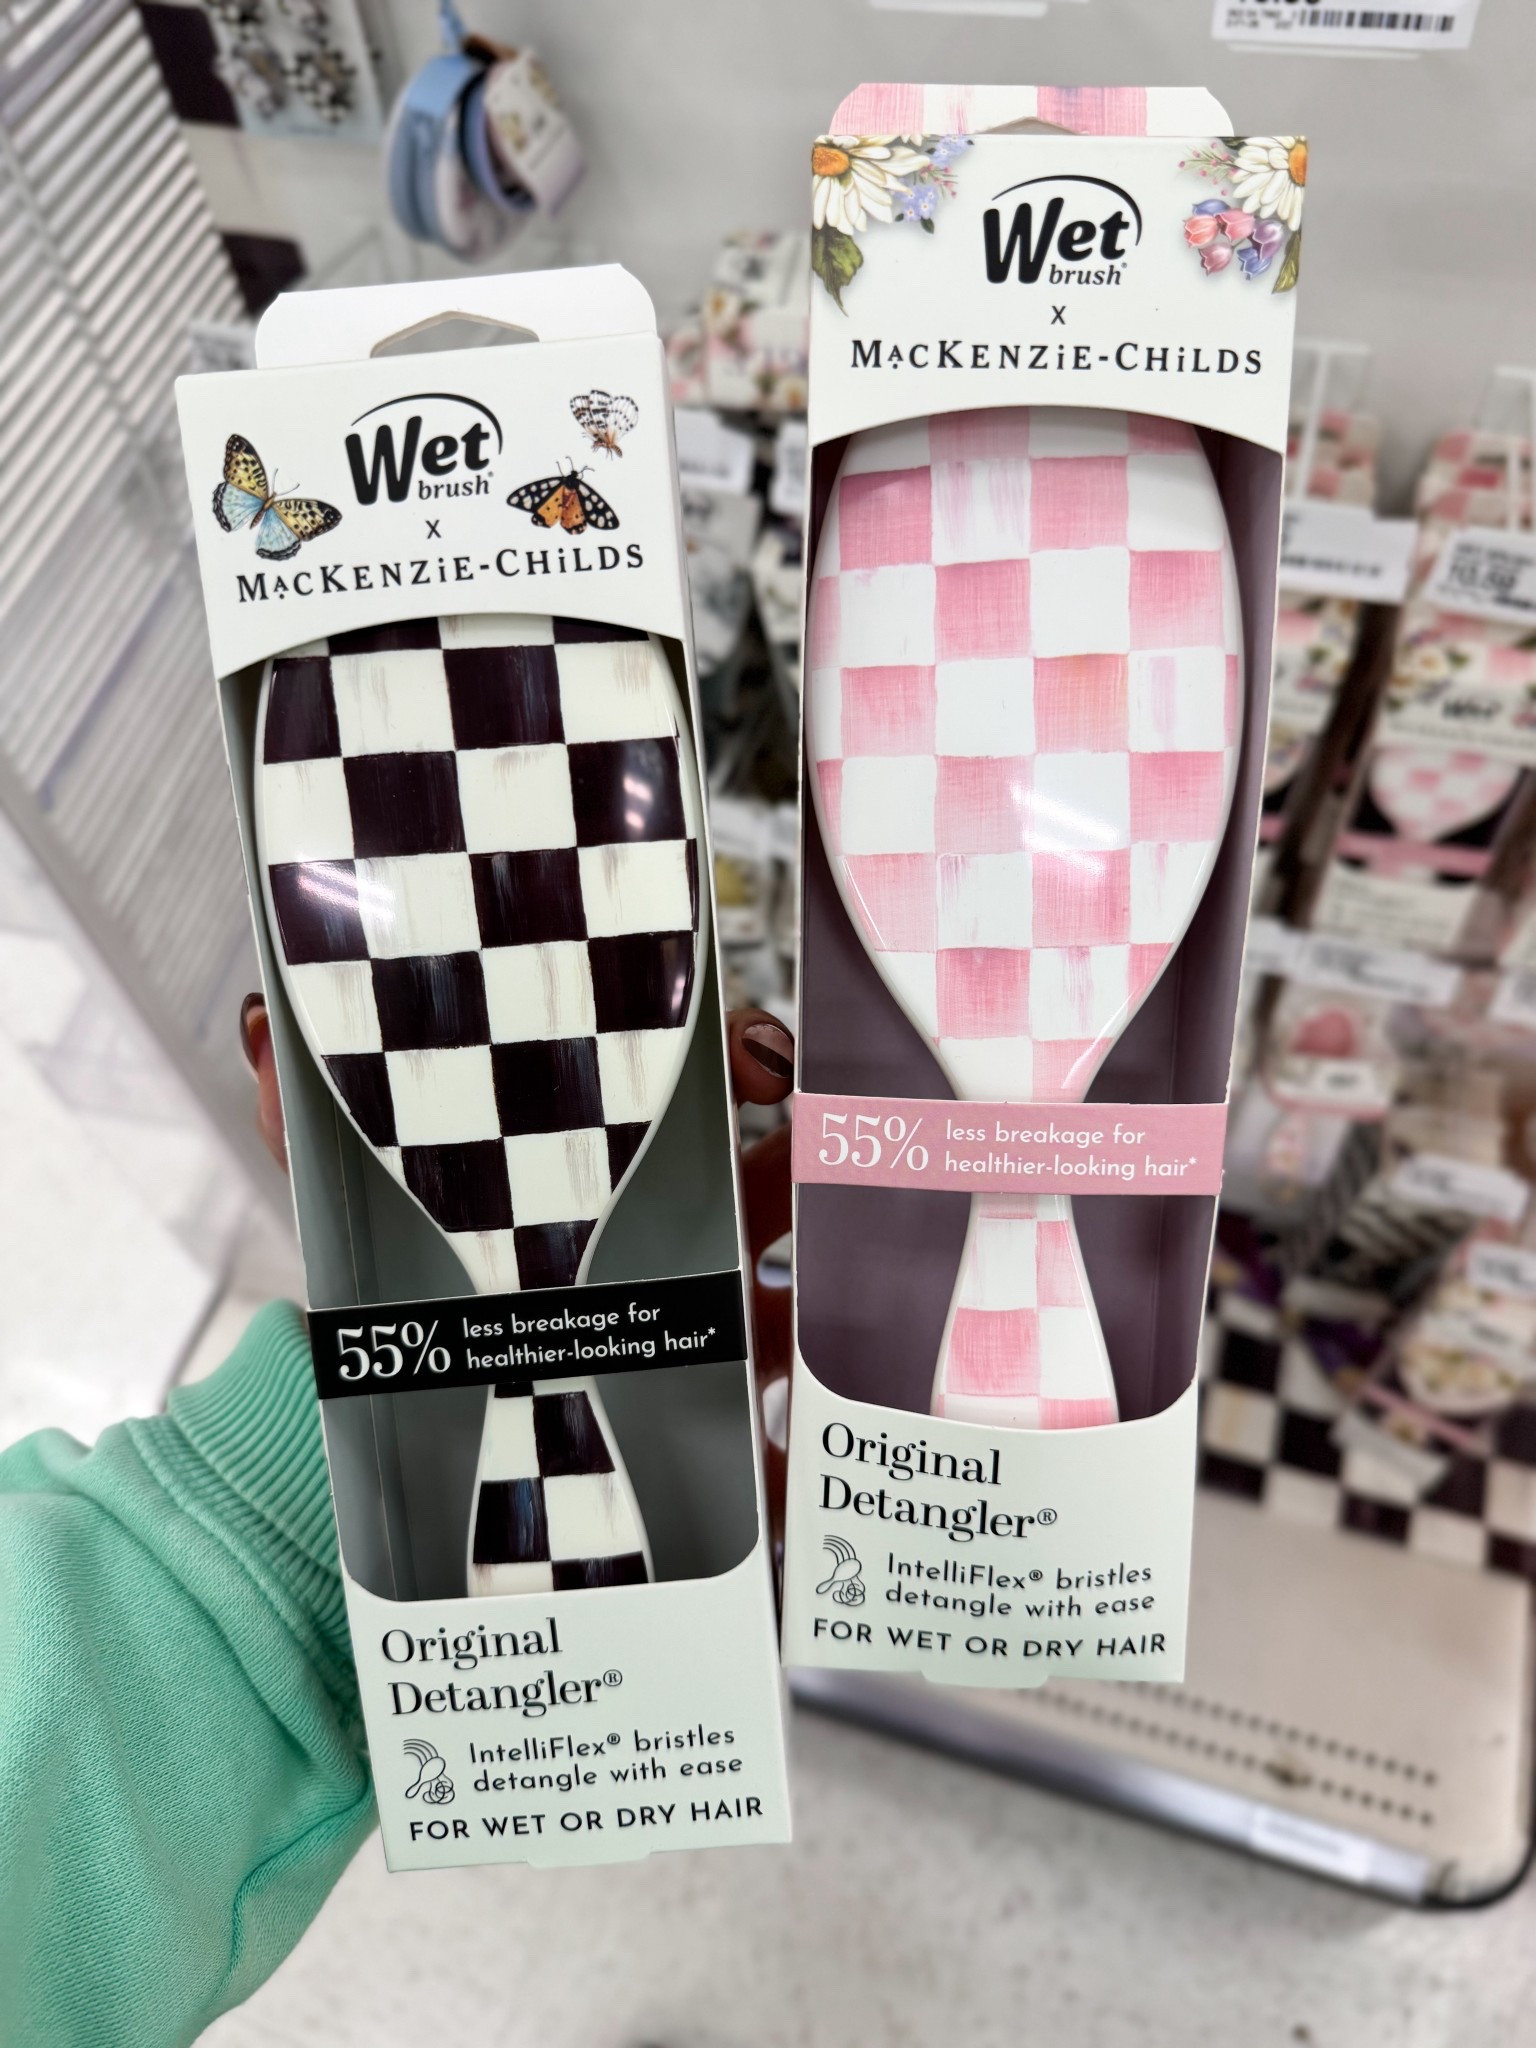 Wet
brush®
X
MACKENZiE-CHiLDS
55%
less breakage for
healthier-looking hair*
Original
Detangler®
IntelliFlex® bristles
detangle with ease
FOR WET OR DRY HAIR
Wet
brush®
X
MACKENZiE-CHiLDS
55%
less breakage for
healthier-looking hair*
Original
Detangler®
IntelliFlex® bristles
detangle with ease
FOR WET OR DRY HAIR